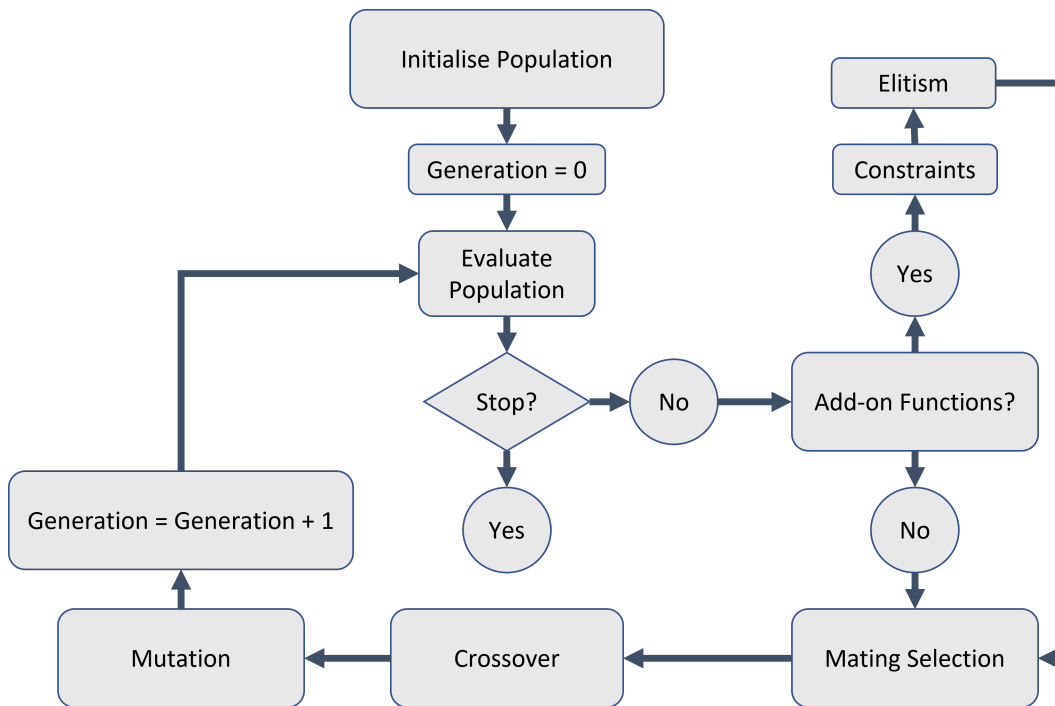 Initialise Population
Elitism
Generation = 0
Constraints
Evaluate
Population
Yes
Stop?
No
Add-on Functions?
Generation = Generation + 1
Yes
No
Mutation
Crossover
Mating Selection